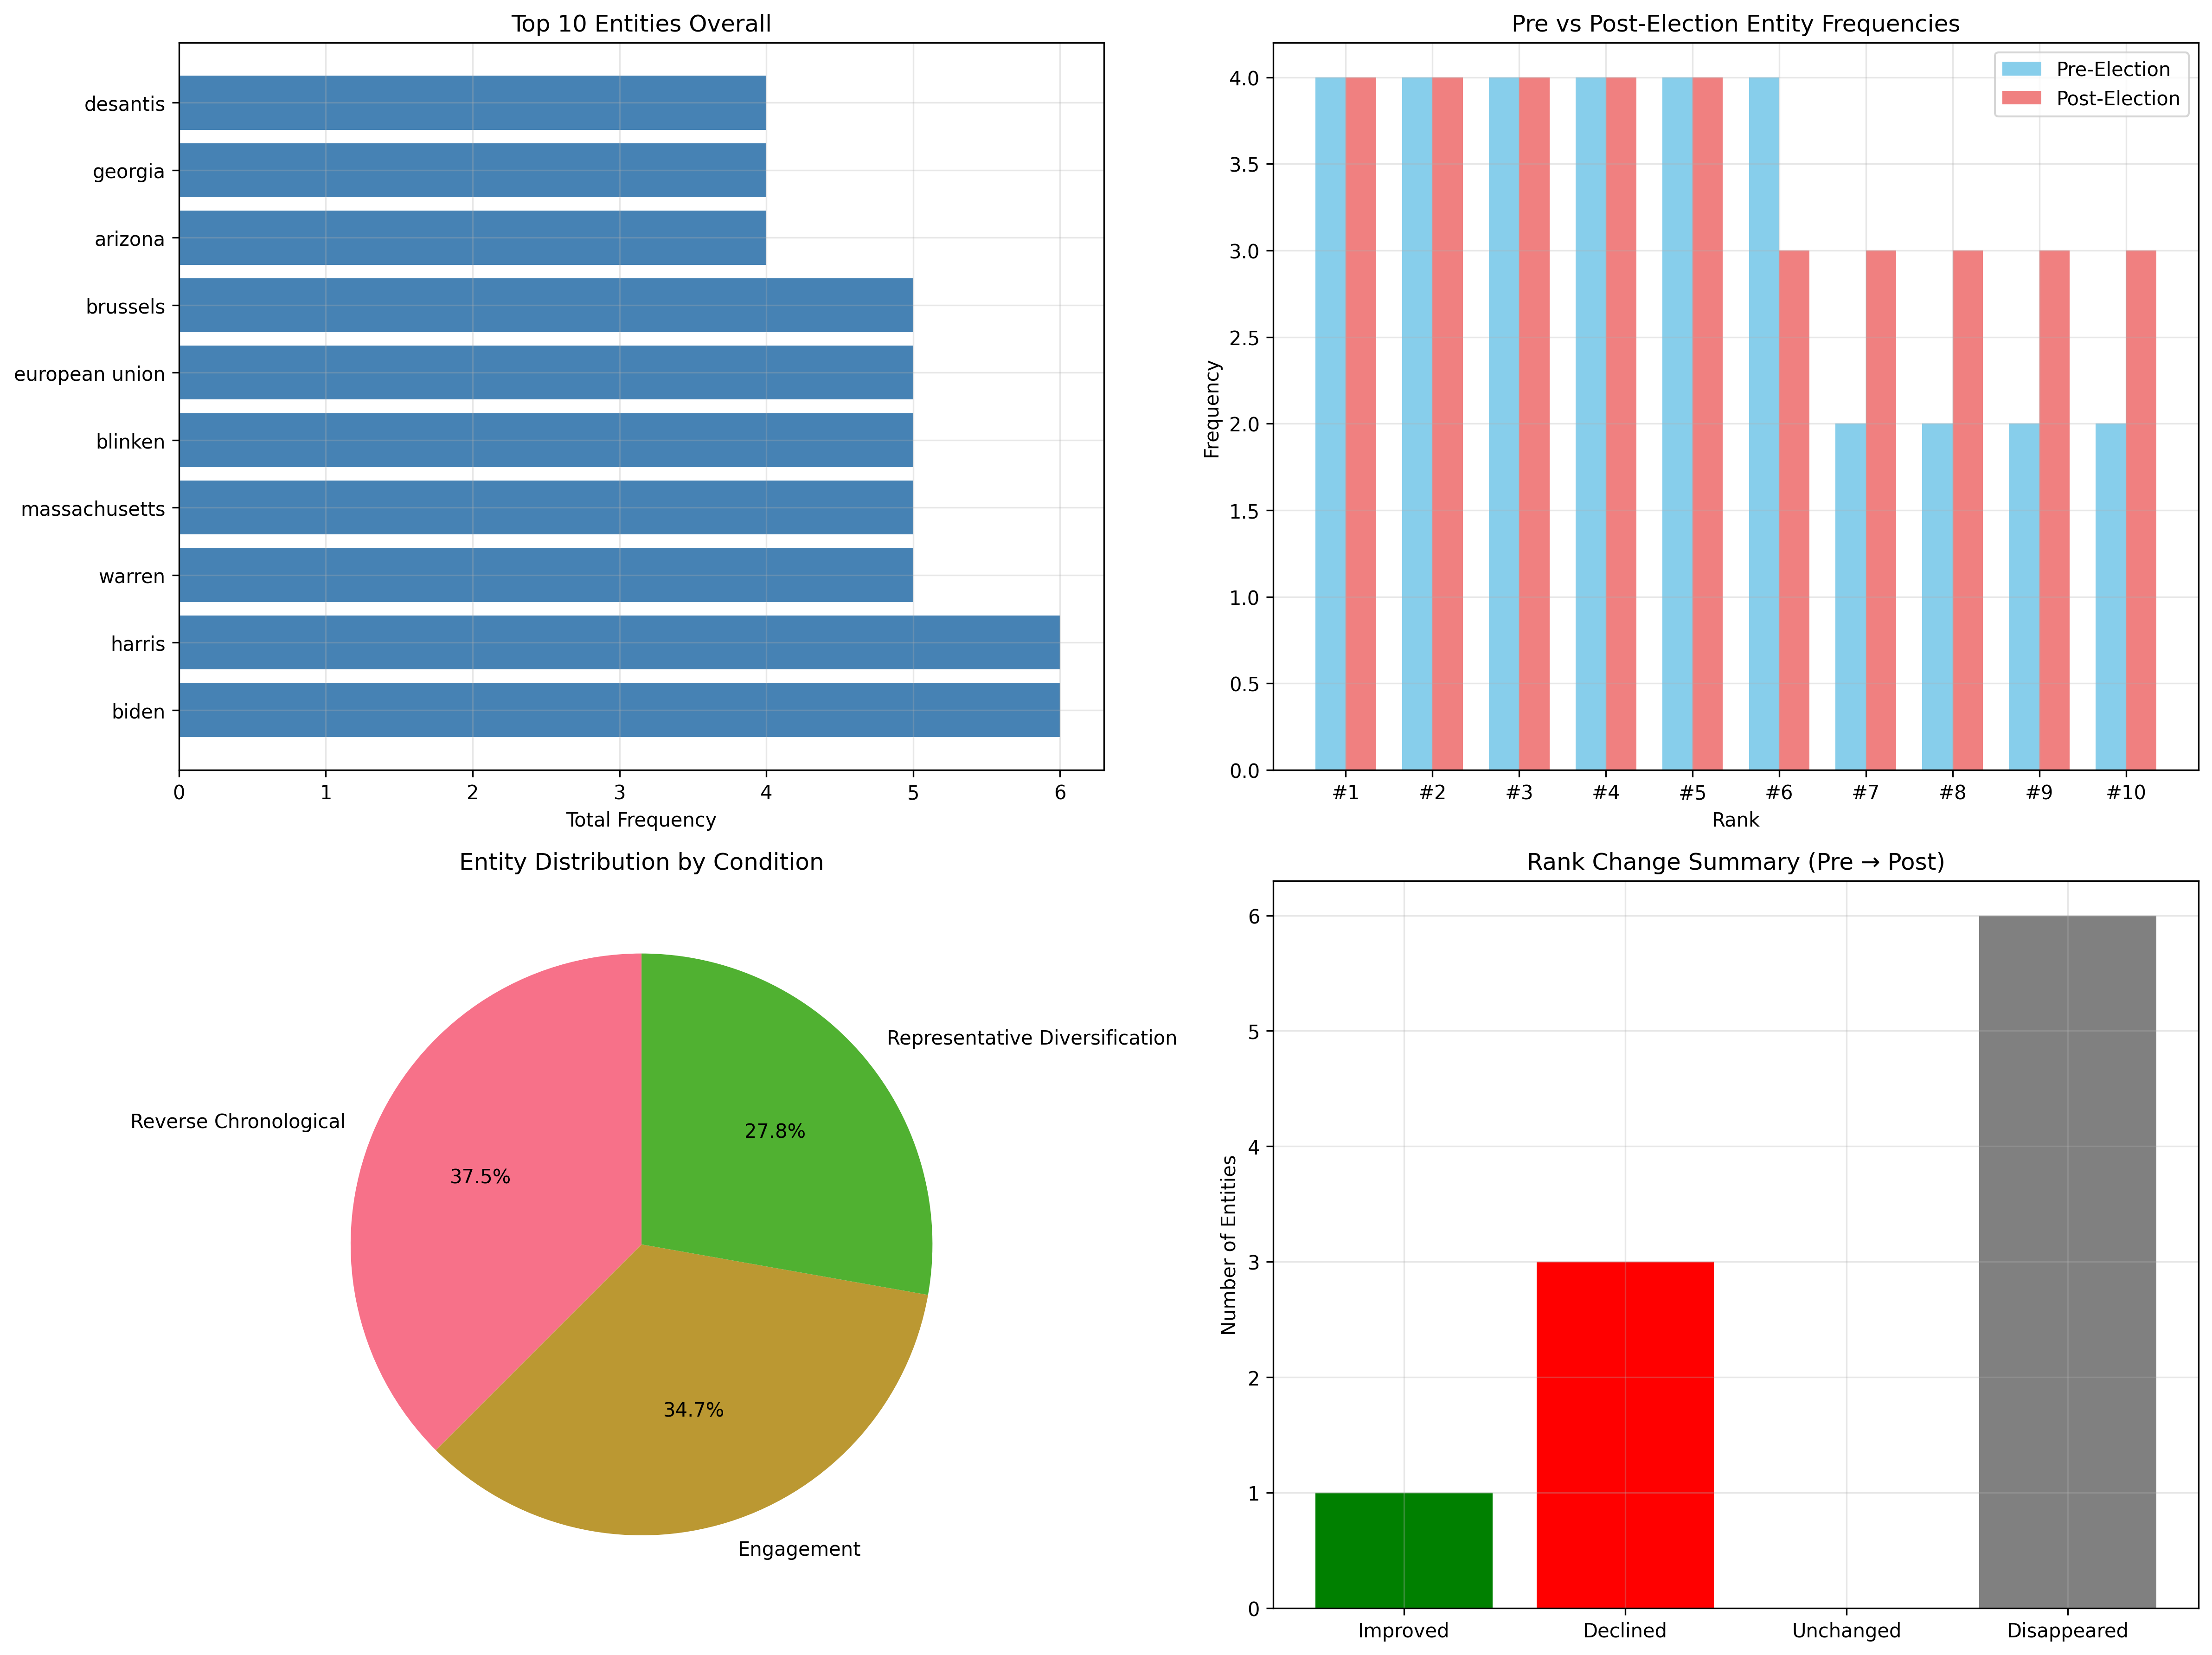 Top 10 Entities Overall
desantis
georgia
arizona
brussels
european union
blinken
massachusetts
warren
harris
biden
0 1 2 3 4 5 6
Total Frequency
Pre vs Post-Election Entity Frequencies
Pre-Election
Post-Election
Frequency
4.0
3.5
3.0
2.5
2.0
1.5
1.0
0.5
0.0
#1 #2 #3 #4 #5 #6 #7 #8 #9 #10
Rank
Entity Distribution by Condition
Representative Diversification
Reverse Chronological
27.8%
37.5%
34.7%
Engagement
Rank Change Summary (Pre → Post)
Number of Entities
6
5
4
3
2
1
0
Improved Declined Unchanged Disappeared